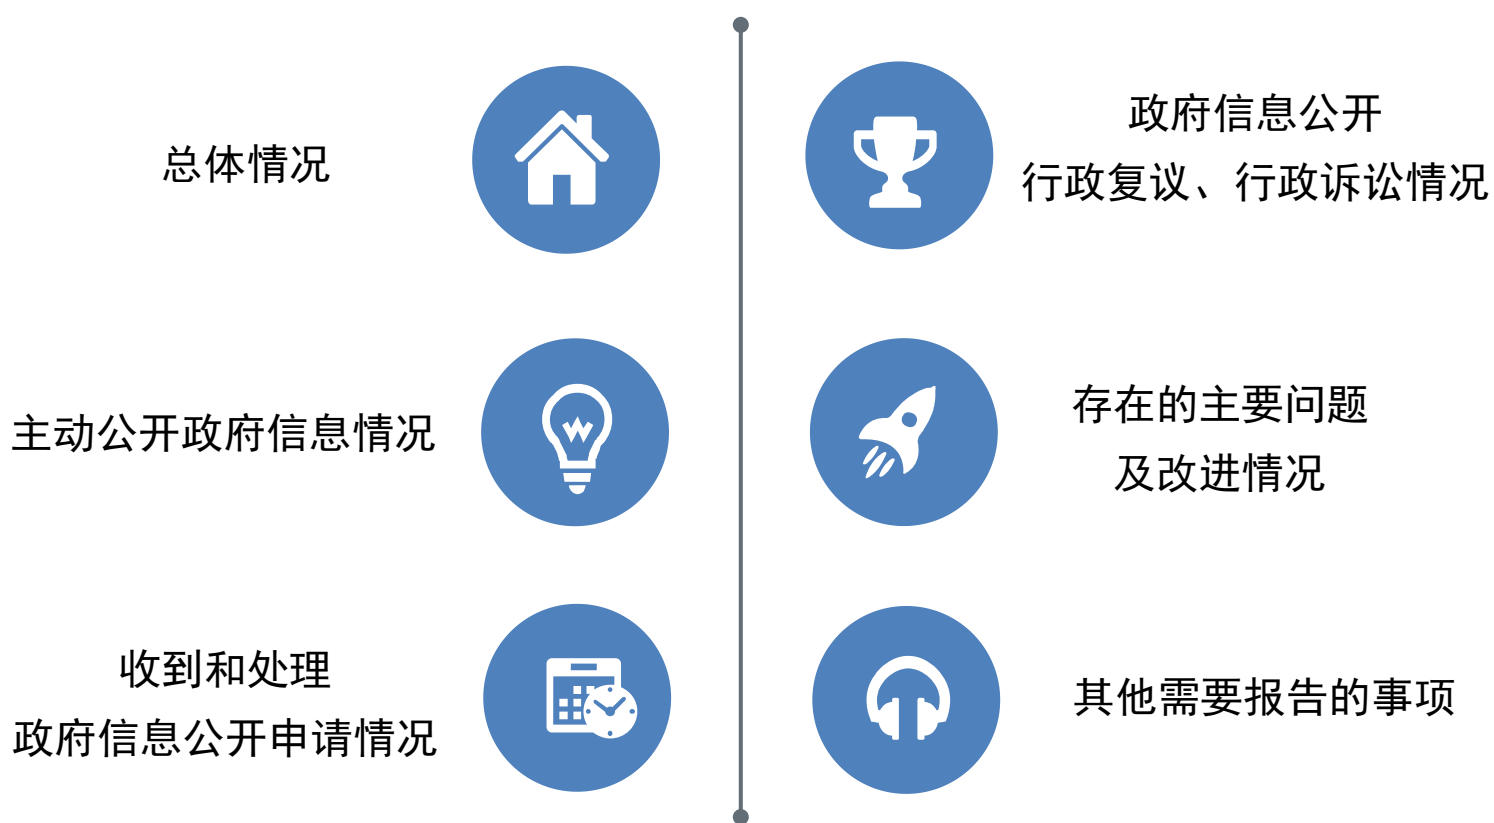 总体情况
主动公开政府信息情况
收到和处理
政府信息公开申请情况
政府信息公开
行政复议、行政诉讼情况
存在的主要问题
及改进情况
其他需要报告的事项